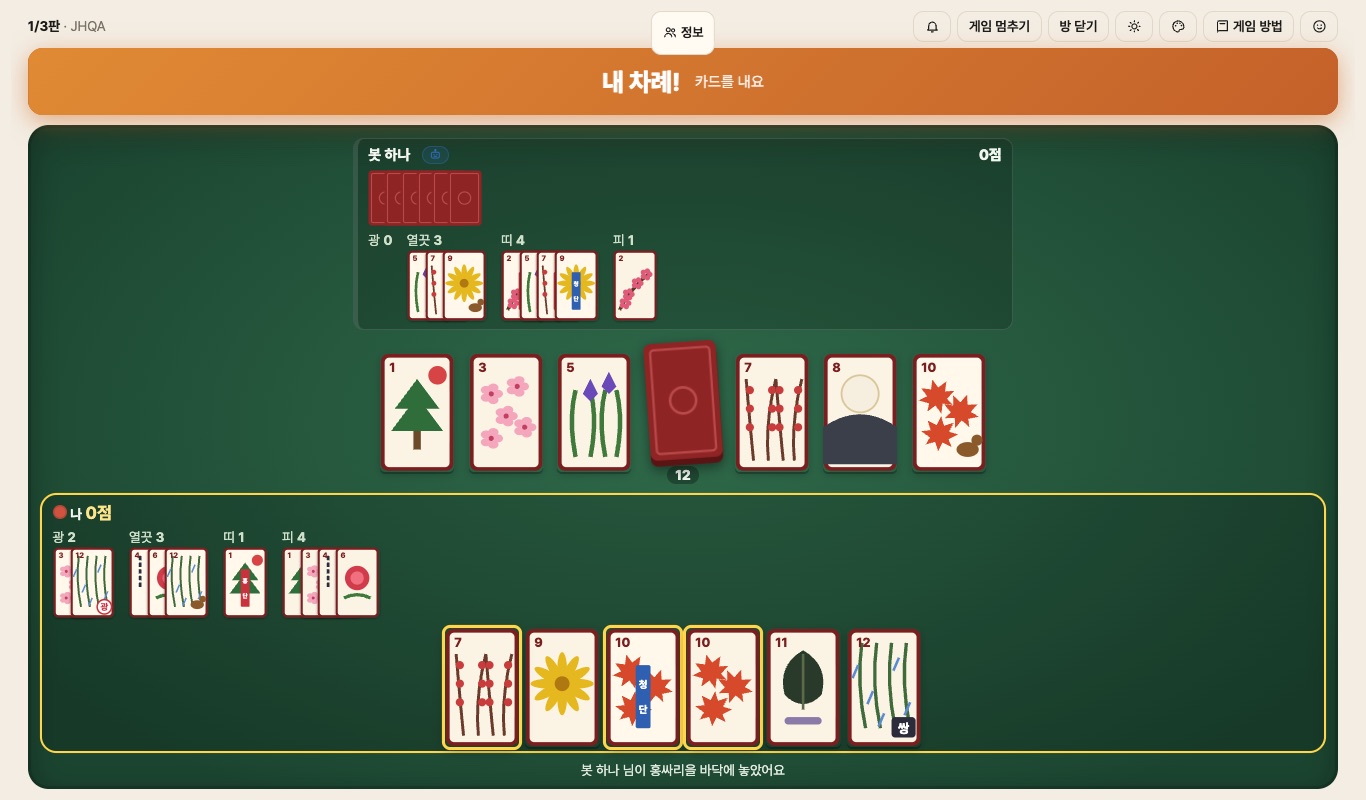 1/3판 · JHQA
정보
게임 멈추기
방 닫기
게임 방법
내 차례! 카드를 내요
봇 하나
0점
광 0 열끗 3 띠 4 피 1
5 7 9 2 5 7 9 2
청
단
1 3 5 7 8 10
12
나 0점
광 2 열끗 3 띠 1 피 4
3 12 4 6 12 1 1 3 4 6
광
홍
단
7 9 10 10 11 12
청
단
쌍
봇 하나 님이 홍싸리을 바닥에 놓았어요